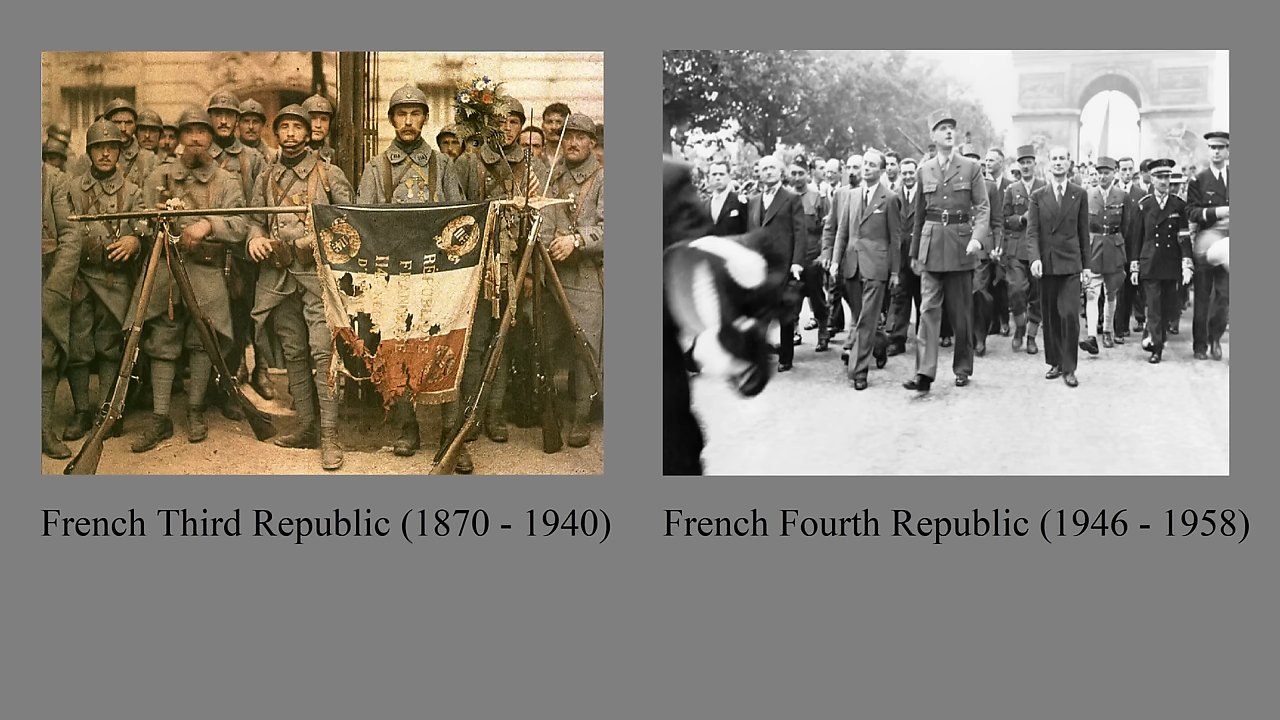 French Third Republic (1870 - 1940)
French Fourth Republic (1946 - 1958)